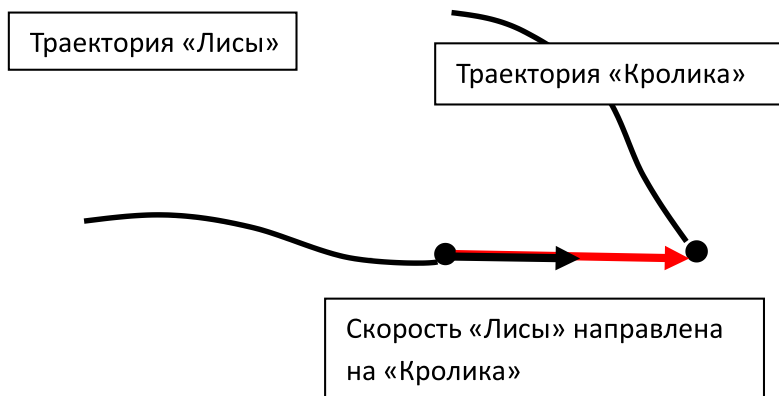 Траектория «Лисы»
Траектория «Кролика»
Скорость «Лисы» направлена
на «Кролика»